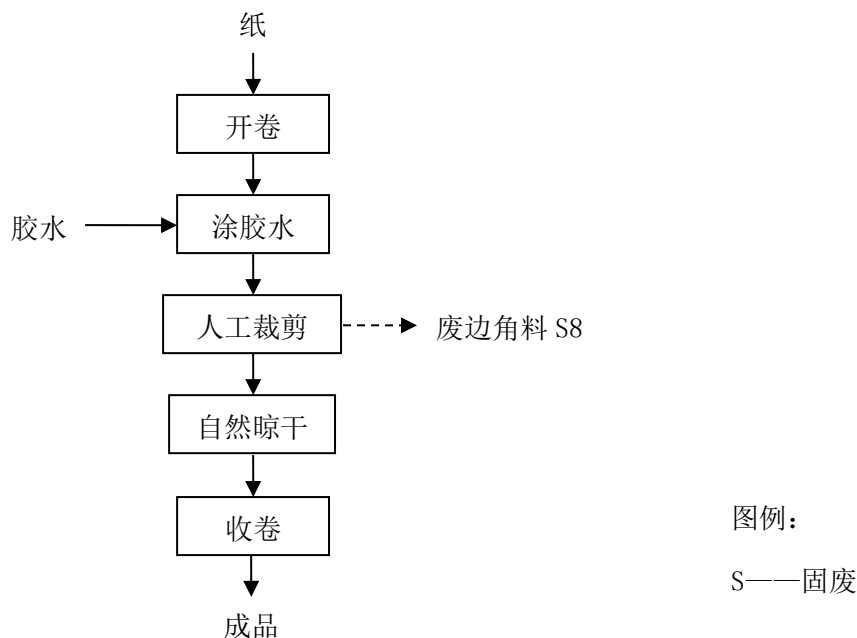 纸
开卷
胶水
涂胶水
人工裁剪
废边角料 S8
自然晾干
收卷
成品
图例：
S——固废